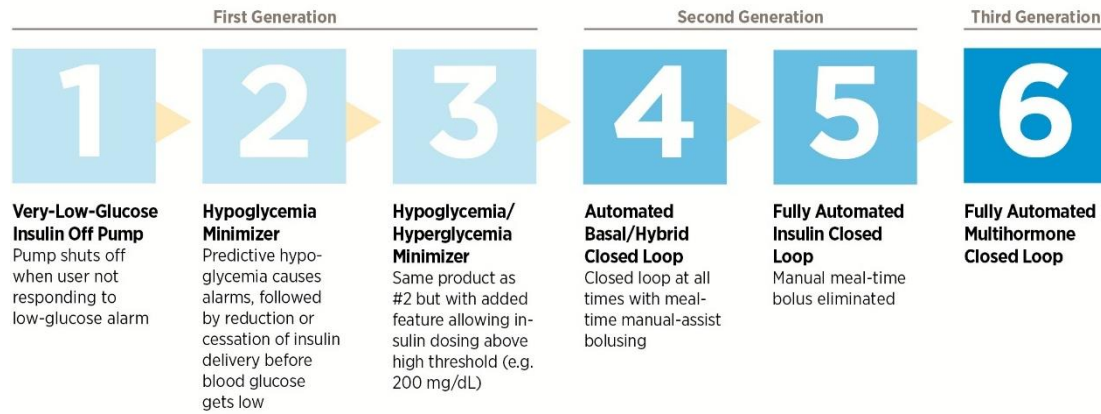 First Generation
Second Generation
Third Generation
1
2
3
4
5
6
Very-Low-Glucose
Insulin Off Pump
Pump shuts off
when user not
responding to
low-glucose alarm
Hypoglycemia
Minimizer
Predictive hypo-
glycemia causes
alarms, followed
by reduction or
cessation of insulin
delivery before
blood glucose
gets low
Hypoglycemia/
Hyperglycemia
Minimizer
Same product as
#2 but with added
feature allowing in-
sulin dosing above
high threshold (e.g.
200 mg/dL)
Automated
Basal/Hybrid
Closed Loop
Closed loop at all
times with meal-
time manual-assist
bolusing
Fully Automated
Insulin Closed
Loop
Manual meal-time
bolus eliminated
Fully Automated
Multihormone
Closed Loop